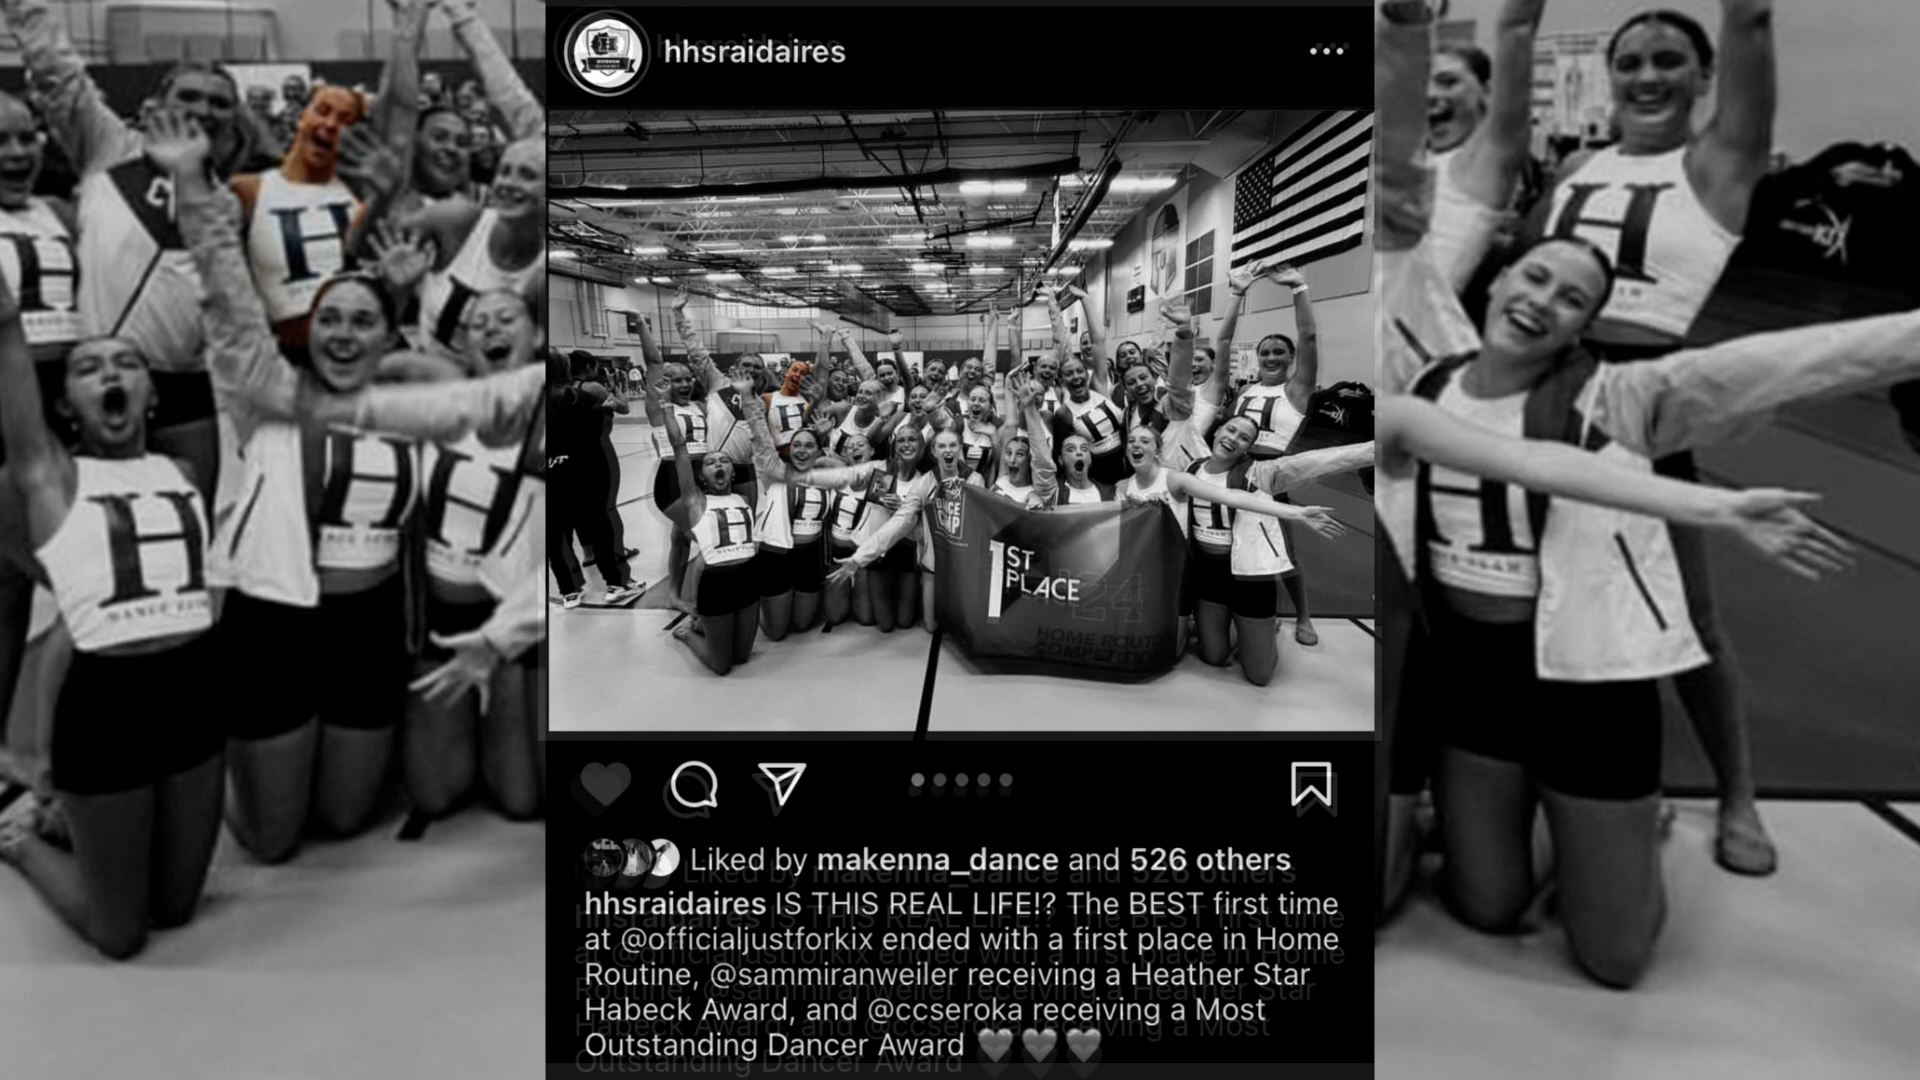 hhsraidaires
H
H
H
H
1ST
PLACE
'24
HOME ROUT
COMPETITIO
Liked by makenna_dance and 526 others
hhsraidaires IS THIS REAL LIFE!? The BEST first time
at @officialjustforkix ended with a first place in Home
Routine, @sammiranweiler receiving a Heather Star
Habeck Award, and @ccseroka receiving a Most
Outstanding Dancer Award